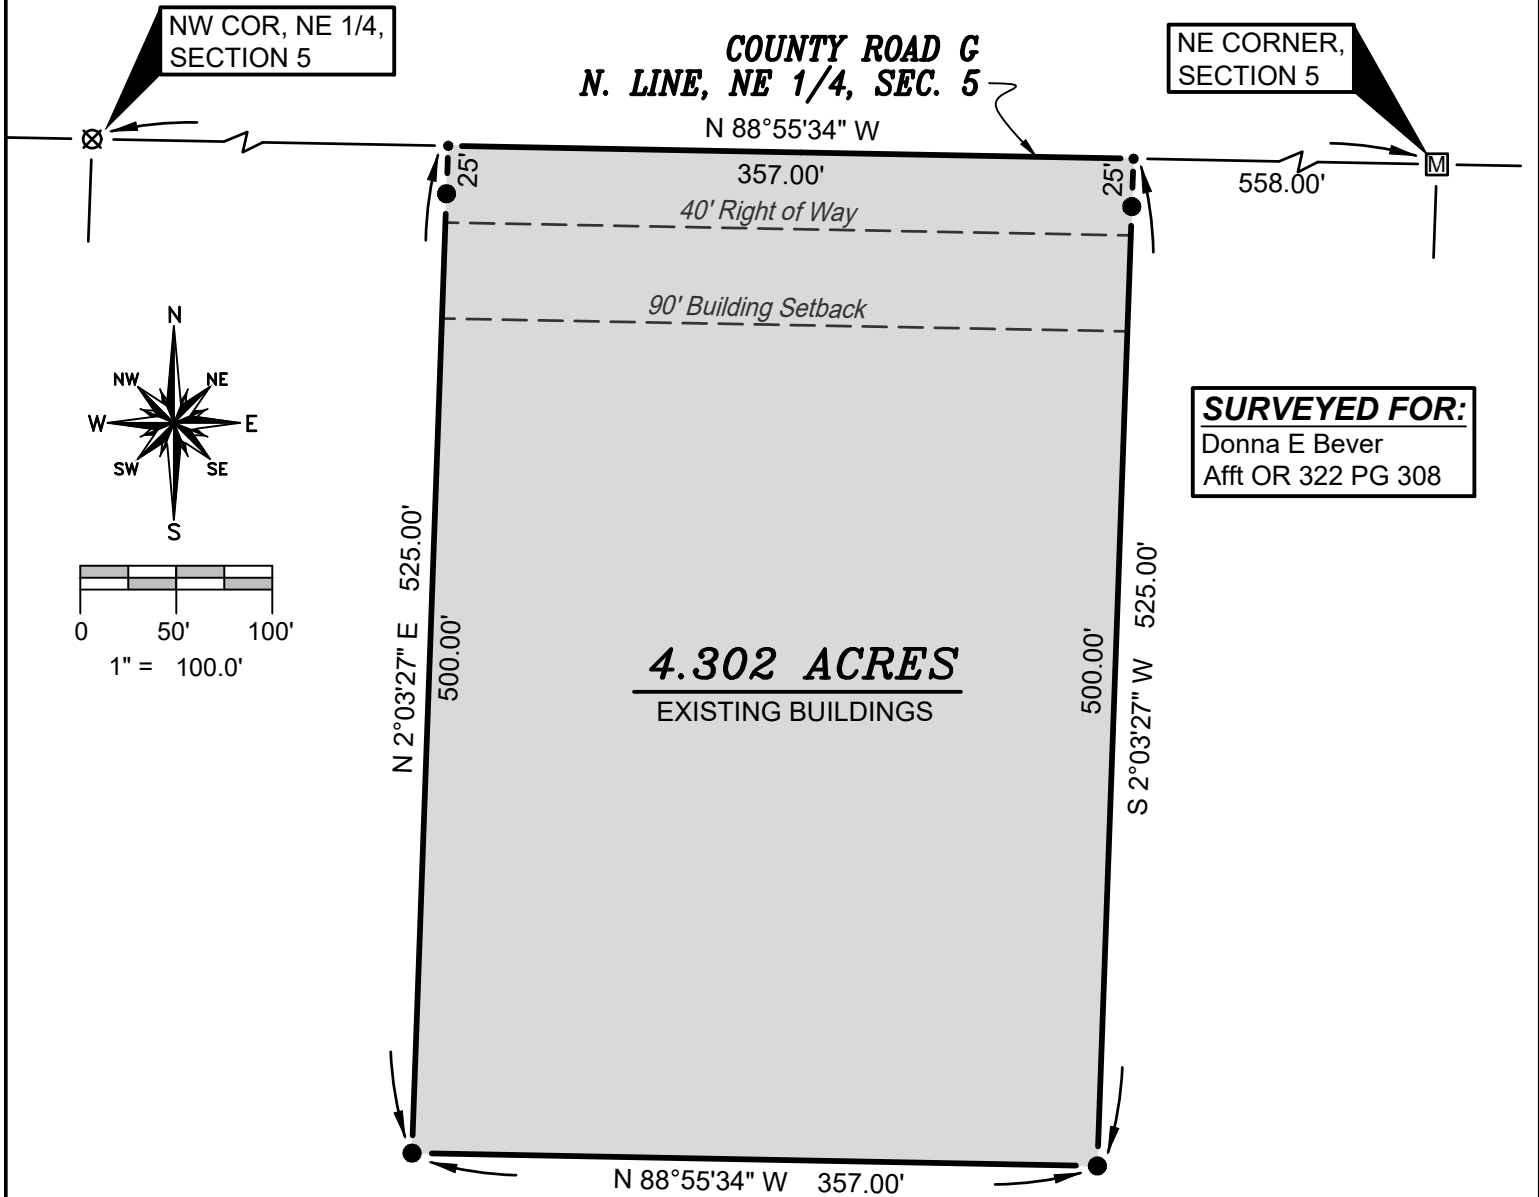 NW COR, NE 1/4,
SECTION 5
COUNTY ROAD G
N. LINE, NE 1/4, SEC. 5
NE CORNER,
SECTION 5
N 88°55'34" W
357.00'
25'
25'
558.00'
M
40' Right of Way
90' Building Setback
N
NW
NE
W
E
SW
SE
S
SURVEYED FOR:
Donna E Bever
Afft OR 322 PG 308
0 50' 100'
1" = 100.0'
N 2°03'27" E 525.00'
500.00'
4.302 ACRES
EXISTING BUILDINGS
500.00'
S 2°03'27" W 525.00'
N 88°55'34" W 357.00'